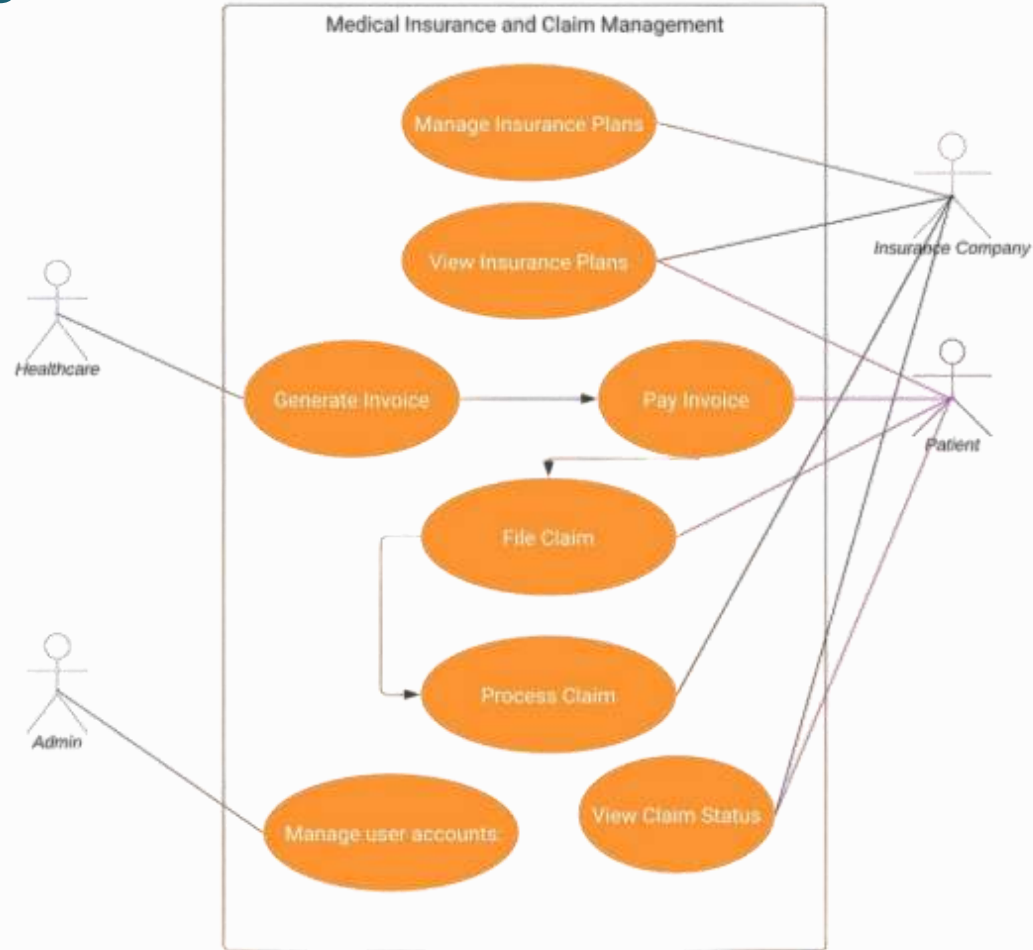 Medical Insurance and Claim Management
Manage Insurance Plans
Insurance Company
View Insurance Plans
Healthcare
Generate Invoice
Pay Invoice
Patient
File Claim
Process Claim
Admin
View Claim Status
Manage user accounts